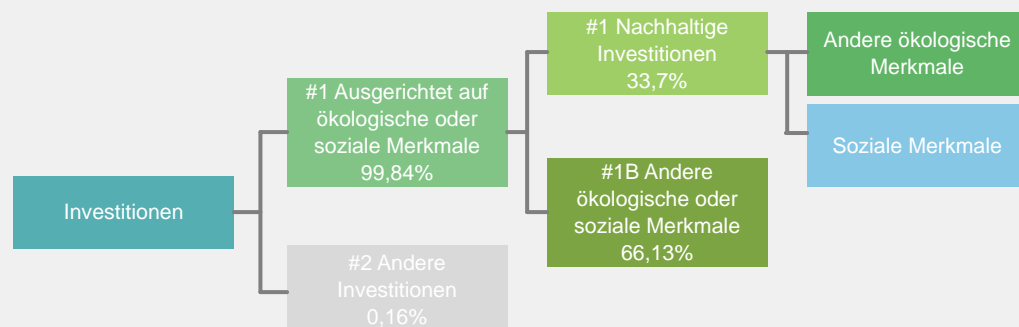 Investitionen
#1 Ausgerichtet auf
ökologische oder
soziale Merkmale
99,84%
#2 Andere
Investitionen
0,16%
#1 Nachhaltige
Investitionen
33,7%
#1B Andere
ökologische oder
soziale Merkmale
66,13%
Andere ökologische
Merkmale
Soziale Merkmale